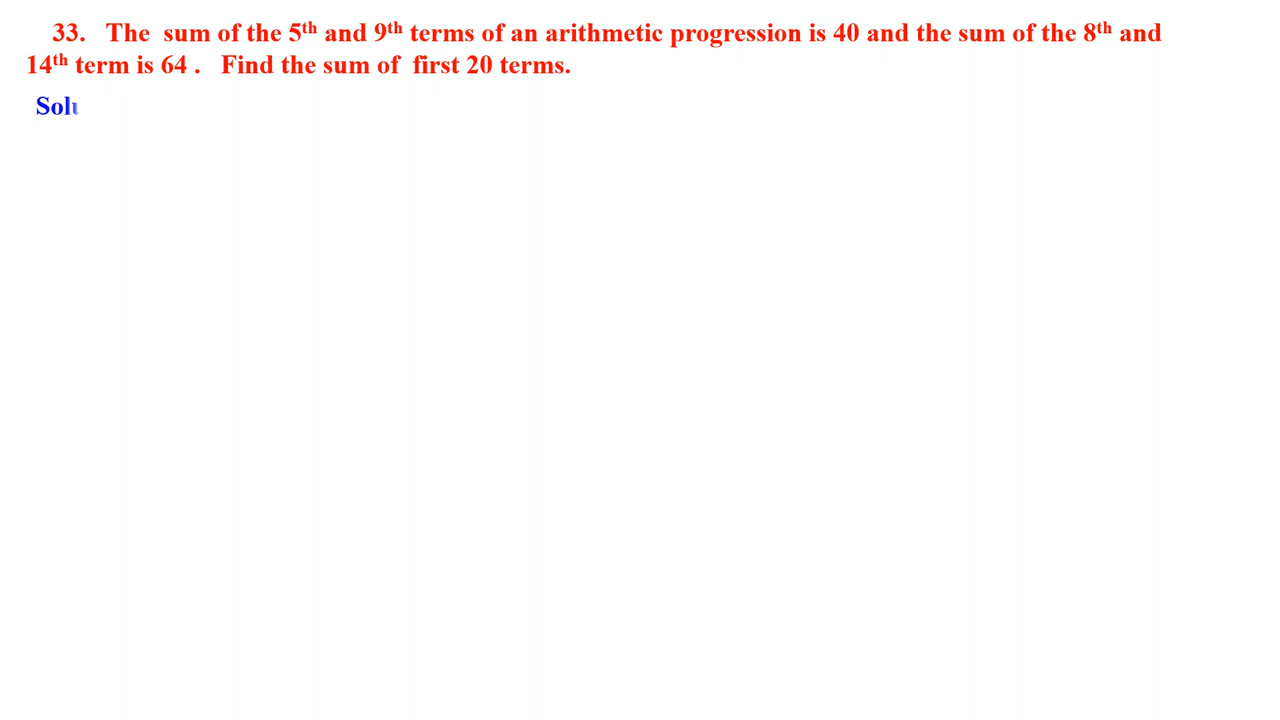 33. The sum of the 5th and 9th terms of an arithmetic progression is 40 and the sum of the 8th and
14th term is 64 . Find the sum of first 20 terms.
Solu